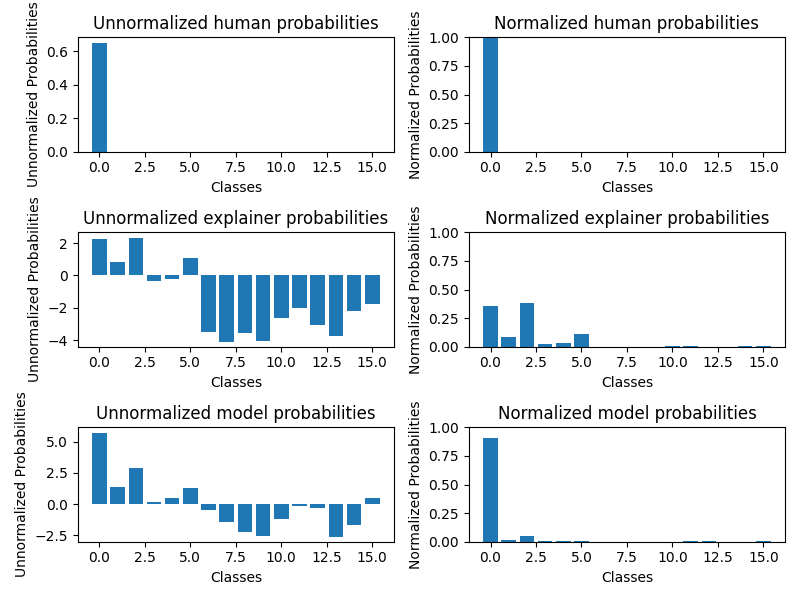 Unnormalized human probabilities
Unnormalized Probabilities
0.6
0.4
0.2
0.0
0.0 2.5 5.0 7.5 10.0 12.5 15.0
Classes
Normalized human probabilities
Normalized Probabilities
1.00
0.75
0.50
0.25
0.00
0.0 2.5 5.0 7.5 10.0 12.5 15.0
Classes
Unnormalized explainer probabilities
Unnormalized Probabilities
2
0
−2
−4
0.0 2.5 5.0 7.5 10.0 12.5 15.0
Classes
Normalized explainer probabilities
Normalized Probabilities
1.00
0.75
0.50
0.25
0.00
0.0 2.5 5.0 7.5 10.0 12.5 15.0
Classes
Unnormalized model probabilities
Unnormalized Probabilities
5.0
2.5
0.0
−2.5
0.0 2.5 5.0 7.5 10.0 12.5 15.0
Classes
Normalized model probabilities
Normalized Probabilities
1.00
0.75
0.50
0.25
0.00
0.0 2.5 5.0 7.5 10.0 12.5 15.0
Classes